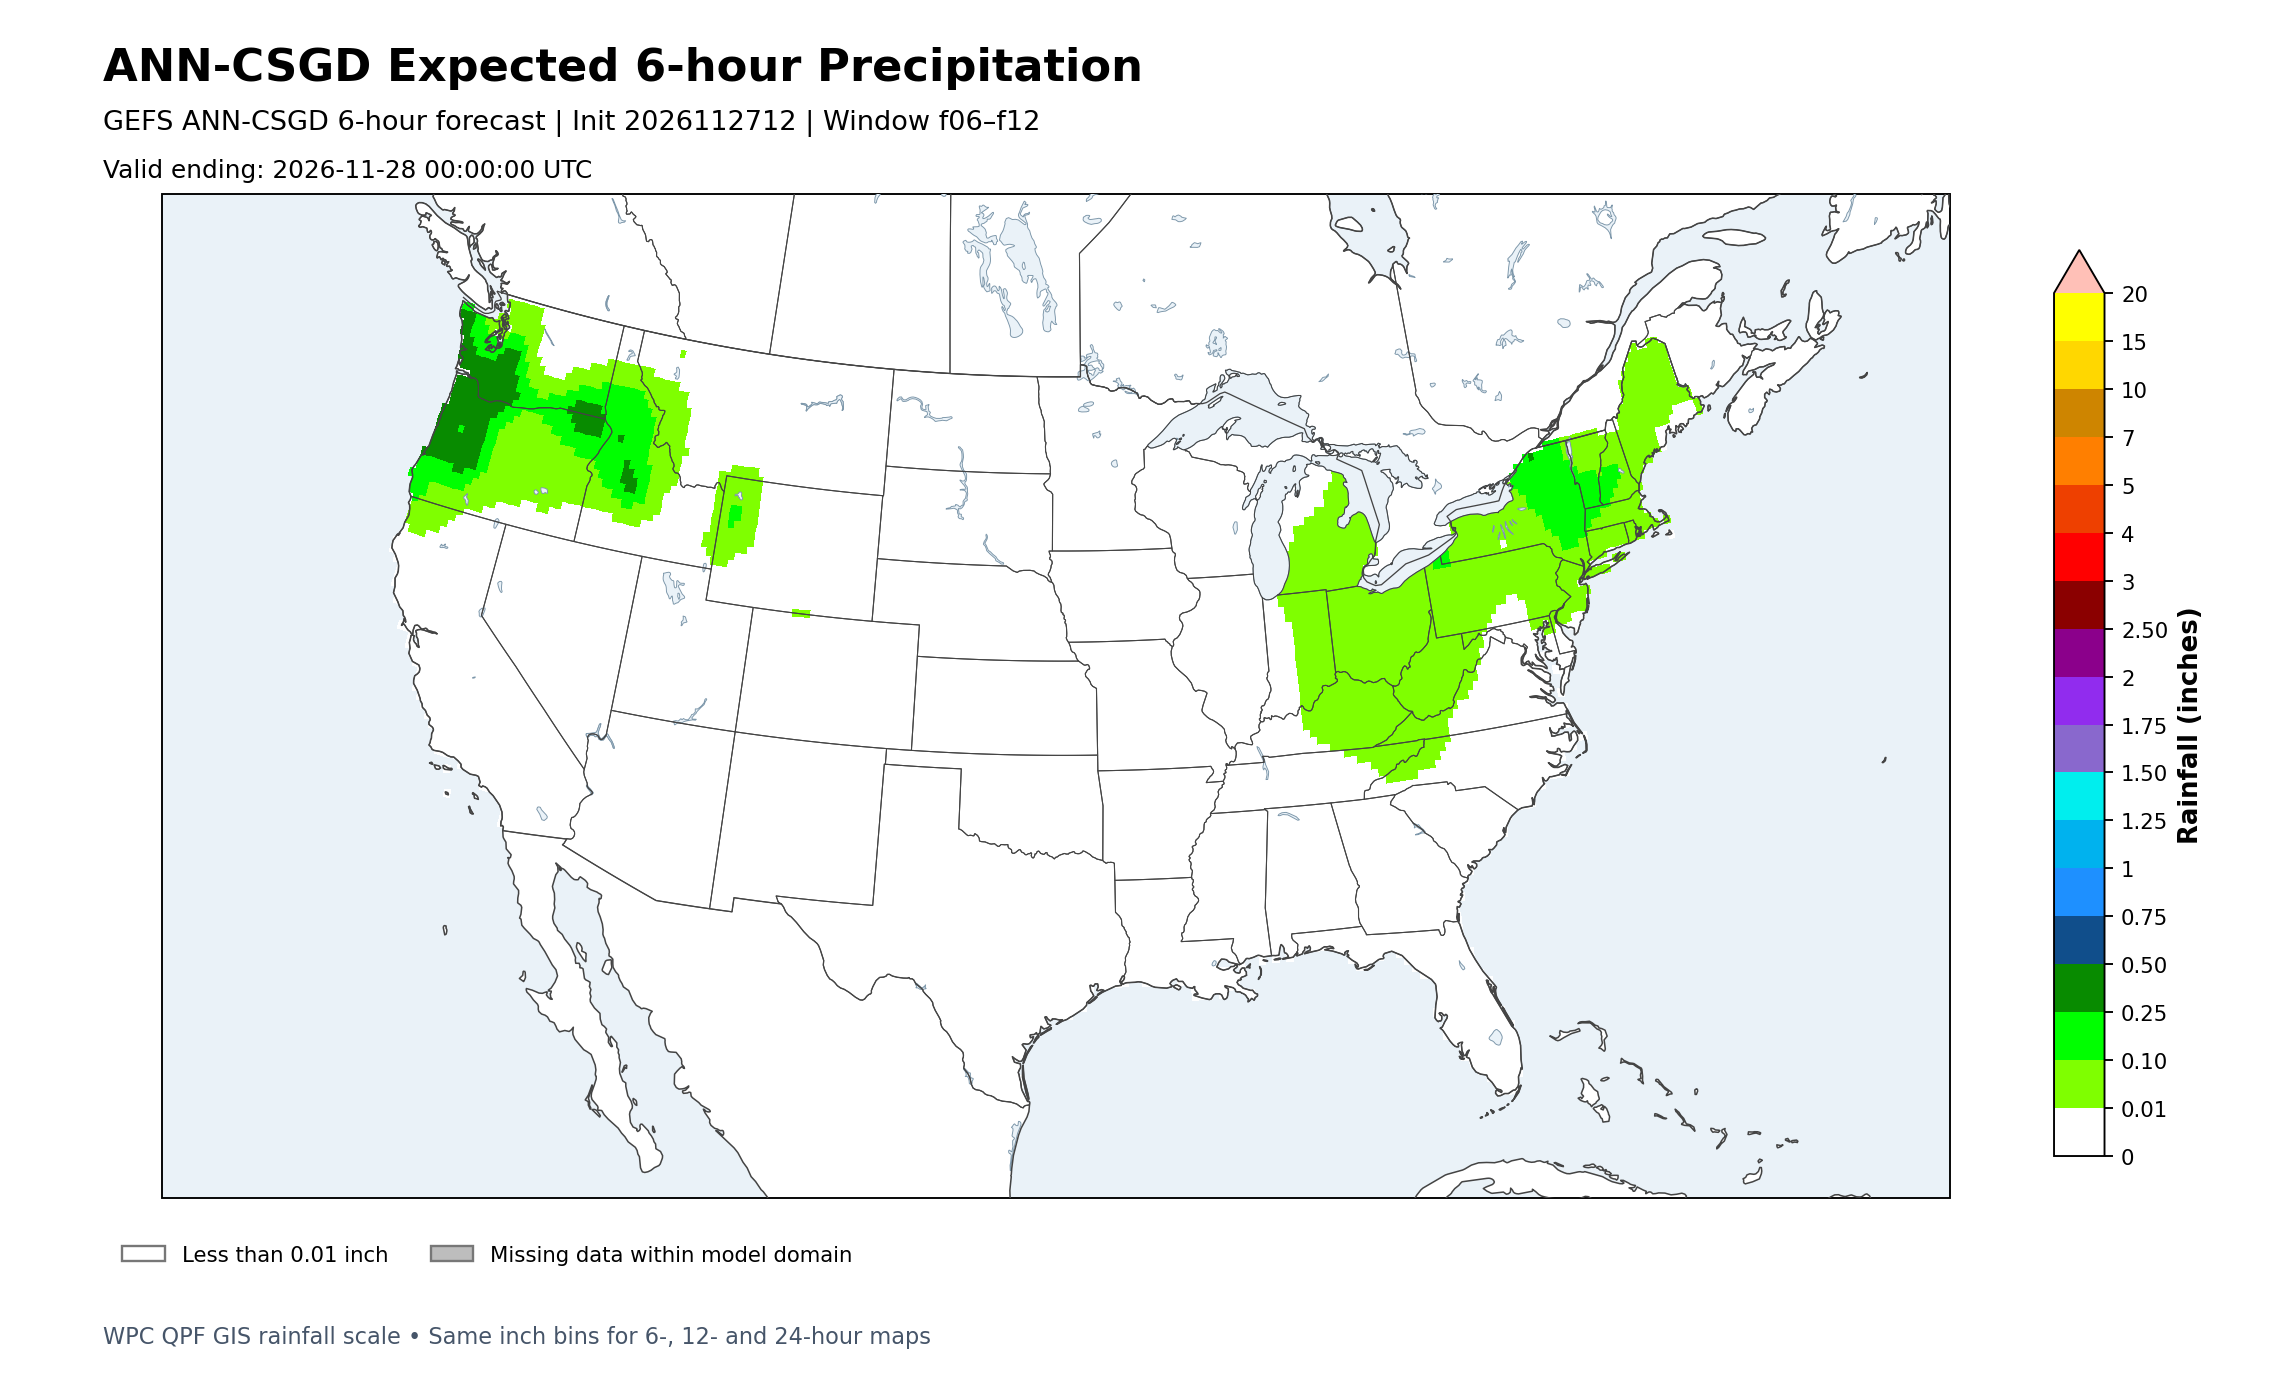 ANN-CSGD Expected 6-hour Precipitation
GEFS ANN-CSGD 6-hour forecast | Init 2026112712 | Window f06–f12
Valid ending: 2026-11-28 00:00:00 UTC
20
15
10
7
5
4
3
2.50
2
1.75
1.50
1.25
1
0.75
0.50
0.25
0.10
0.01
0
Rainfall (inches)
Less than 0.01 inch
Missing data within model domain
WPC QPF GIS rainfall scale • Same inch bins for 6-, 12- and 24-hour maps